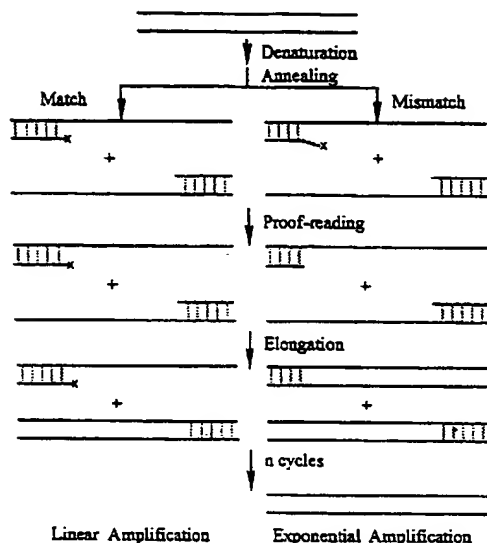 Denaturation
Annealing
Match
Mismatch
x
x
+
+
Proof-reading
x
+
+
Elongation
x
+
+
n cycles
Linear Amplification
Exponential Amplification